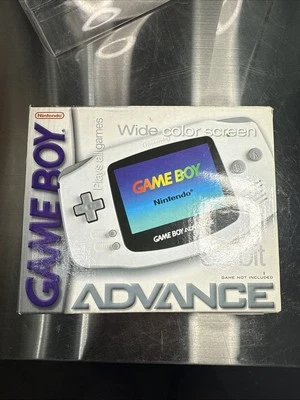 Nintendo
GAME BOY
Plays all games
Wide color screen
GAME BOY
Nintendo®
GAME BOY ADVANCE
bit
GAME NOT INCLUDED
ADVANCE